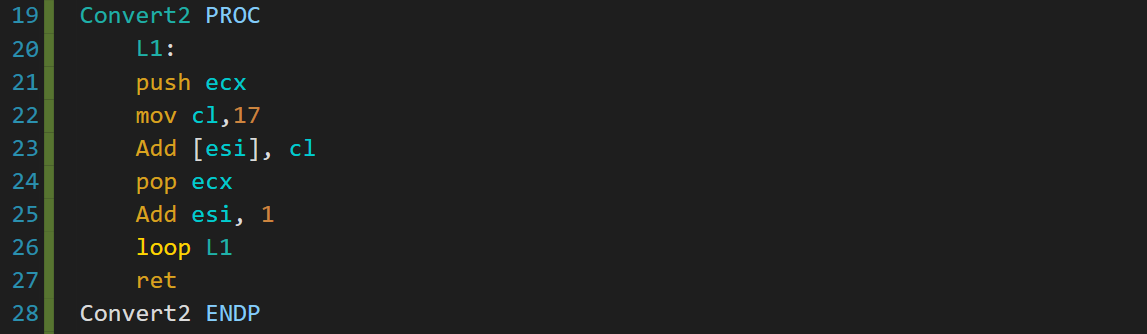 19 Convert2 PROC
20 L1:
21 push ecx
22 mov cl,17
23 Add [esi], cl
24 pop ecx
25 Add esi, 1
26 loop L1
27 ret
28 Convert2 ENDP